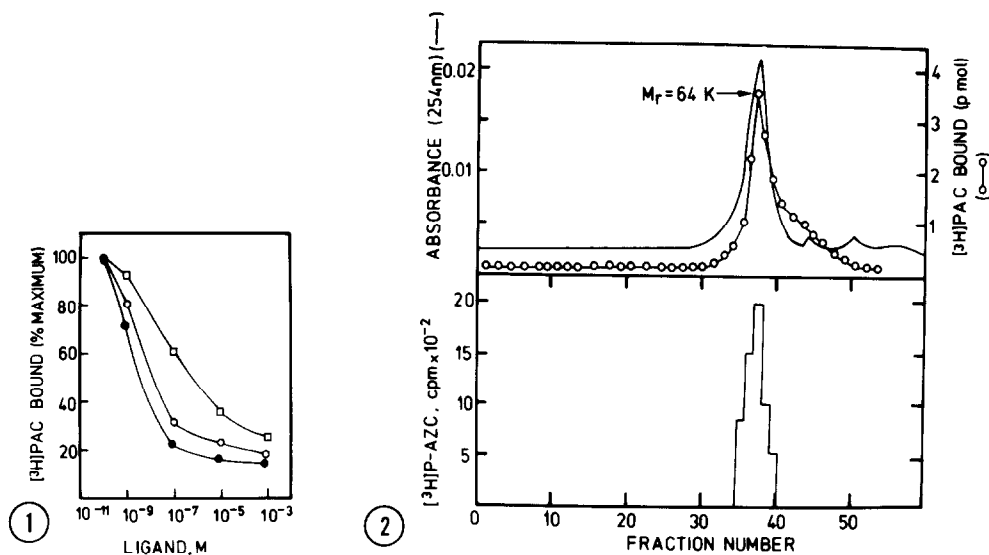 [³H]PAC BOUND (% MAXIMUM)
100
80
60
40
20
10⁻¹¹ 10⁻⁹ 10⁻⁷ 10⁻⁵ 10⁻³
LIGAND, M
1
ABSORBANCE (254nm) (—)
0.02
0.01
Mr = 64 K
4
3
2
1
[³H]PAC BOUND (p mol)
(o—o)
[³H]P-AZC, cpm x 10⁻²
20
15
10
5
0 10 20 30 40 50
FRACTION NUMBER
2